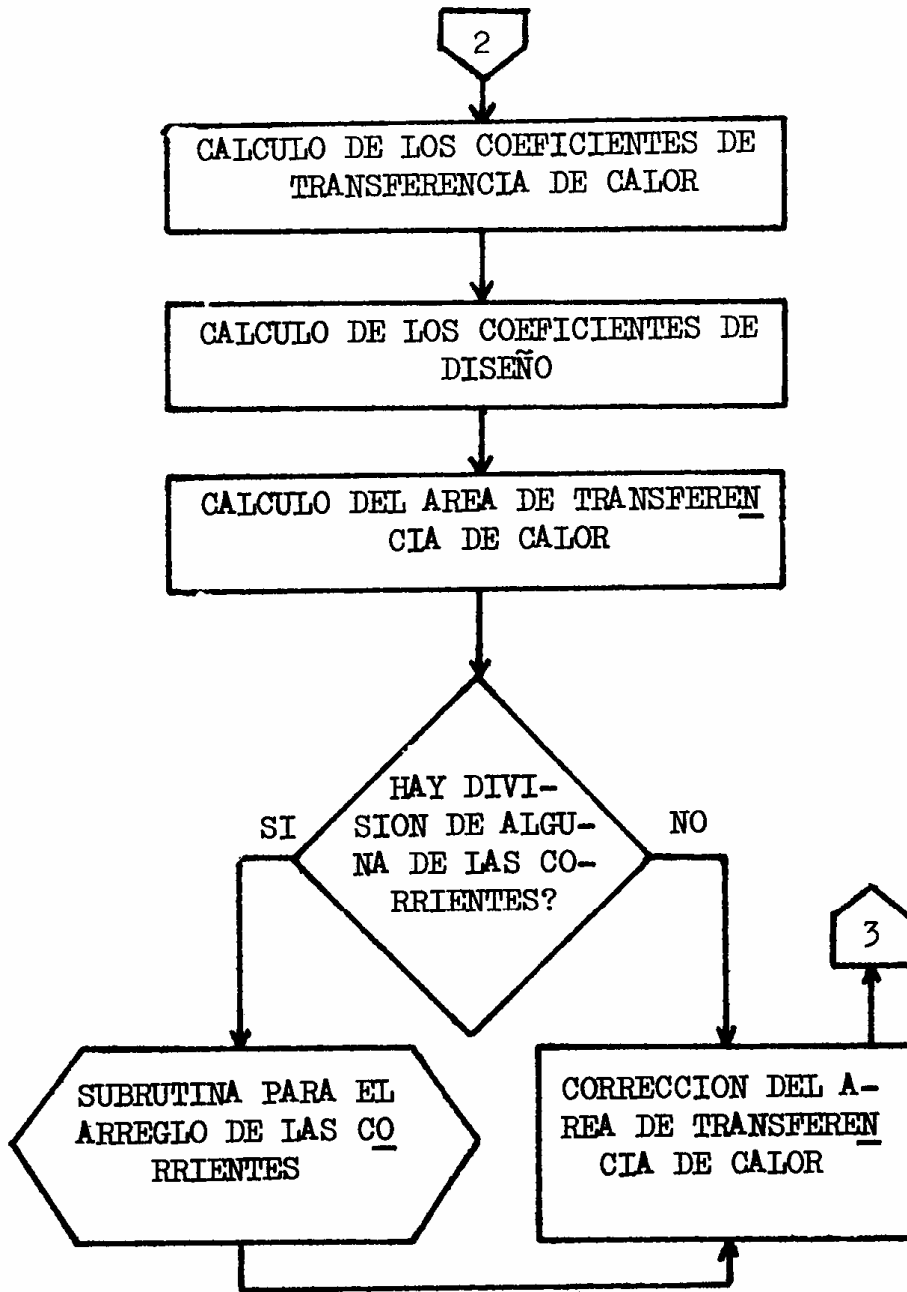 2
CALCULO DE LOS COEFICIENTES DE
TRANSFERENCIA DE CALOR
CALCULO DE LOS COEFICIENTES DE
DISEÑO
CALCULO DEL AREA DE TRANSFEREN
CIA DE CALOR
HAY DIVI-
SION DE ALGU-
NA DE LAS CO-
RRIENTES?
SI
NO
3
SUBRUTINA PARA EL
ARREGLO DE LAS CO
RRIENTES
CORRECCION DEL A-
REA DE TRANSFEREN
CIA DE CALOR